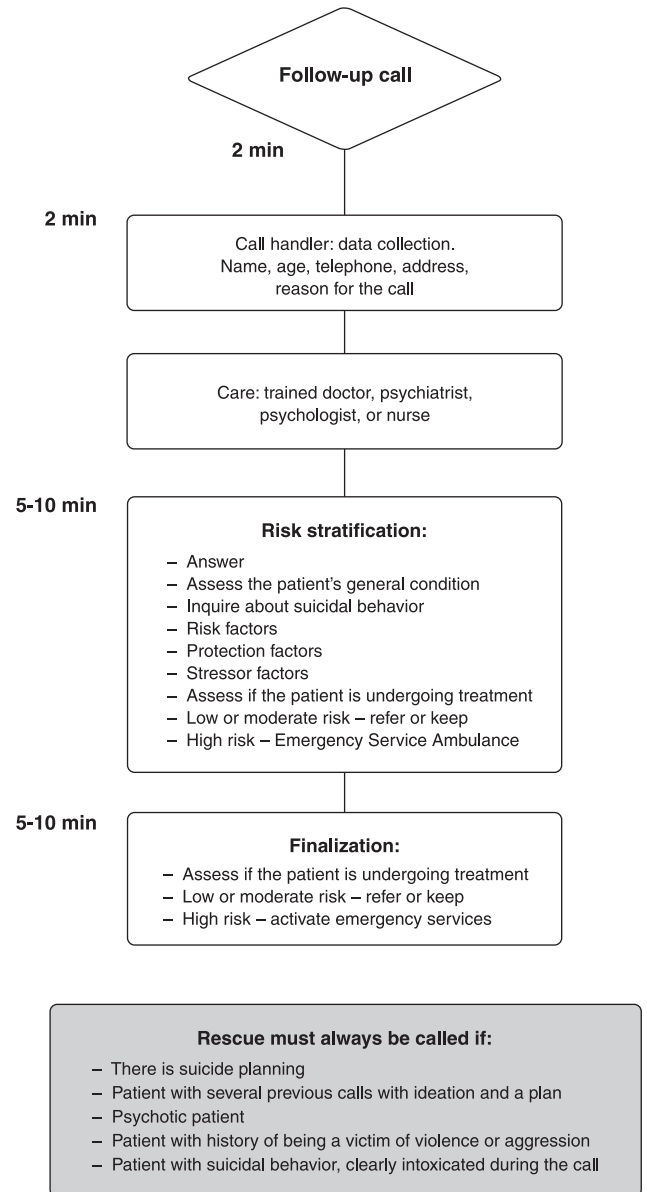 Follow-up call
2 min
2 min
Call handler: data collection.
Name, age, telephone, address,
reason for the call
Care: trained doctor, psychiatrist,
psychologist, or nurse
5-10 min
Risk stratification:
– Answer
– Assess the patient's general condition
– Inquire about suicidal behavior
– Risk factors
– Protection factors
– Stressor factors
– Assess if the patient is undergoing treatment
– Low or moderate risk – refer or keep
– High risk – Emergency Service Ambulance
5-10 min
Finalization:
– Assess if the patient is undergoing treatment
– Low or moderate risk – refer or keep
– High risk – activate emergency services
Rescue must always be called if:
– There is suicide planning
– Patient with several previous calls with ideation and a plan
– Psychotic patient
– Patient with history of being a victim of violence or aggression
– Patient with suicidal behavior, clearly intoxicated during the call